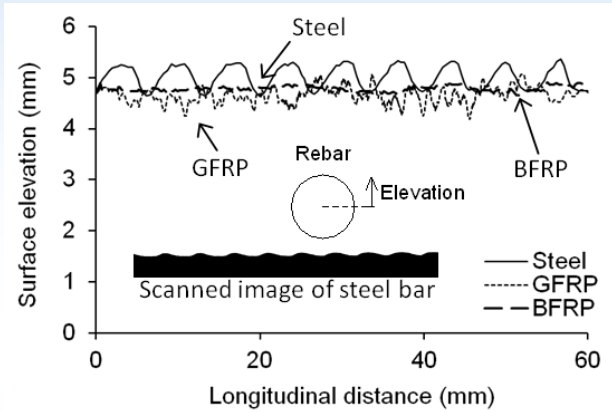 6
5
4
3
2
1
0
Surface elevation (mm)
Steel
GFRP
BFRP
Rebar
Elevation
Scanned image of steel bar
Steel
GFRP
BFRP
0
20
40
60
Longitudinal distance (mm)